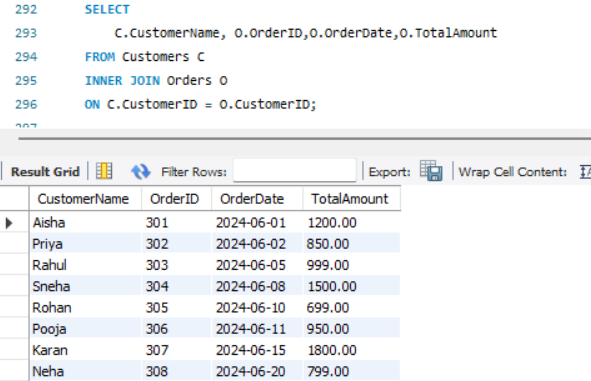 292 SELECT
293 C.CustomerName, O.OrderID,O.OrderDate,O.TotalAmount
294 FROM Customers C
295 INNER JOIN Orders O
296 ON C.CustomerID = O.CustomerID;
Result Grid Filter Rows: Export: Wrap Cell Content:
CustomerName OrderID OrderDate TotalAmount
Aisha 301 2024-06-01 1200.00
Priya 302 2024-06-02 850.00
Rahul 303 2024-06-05 999.00
Sneha 304 2024-06-08 1500.00
Rohan 305 2024-06-10 699.00
Pooja 306 2024-06-11 950.00
Karan 307 2024-06-15 1800.00
Neha 308 2024-06-20 799.00